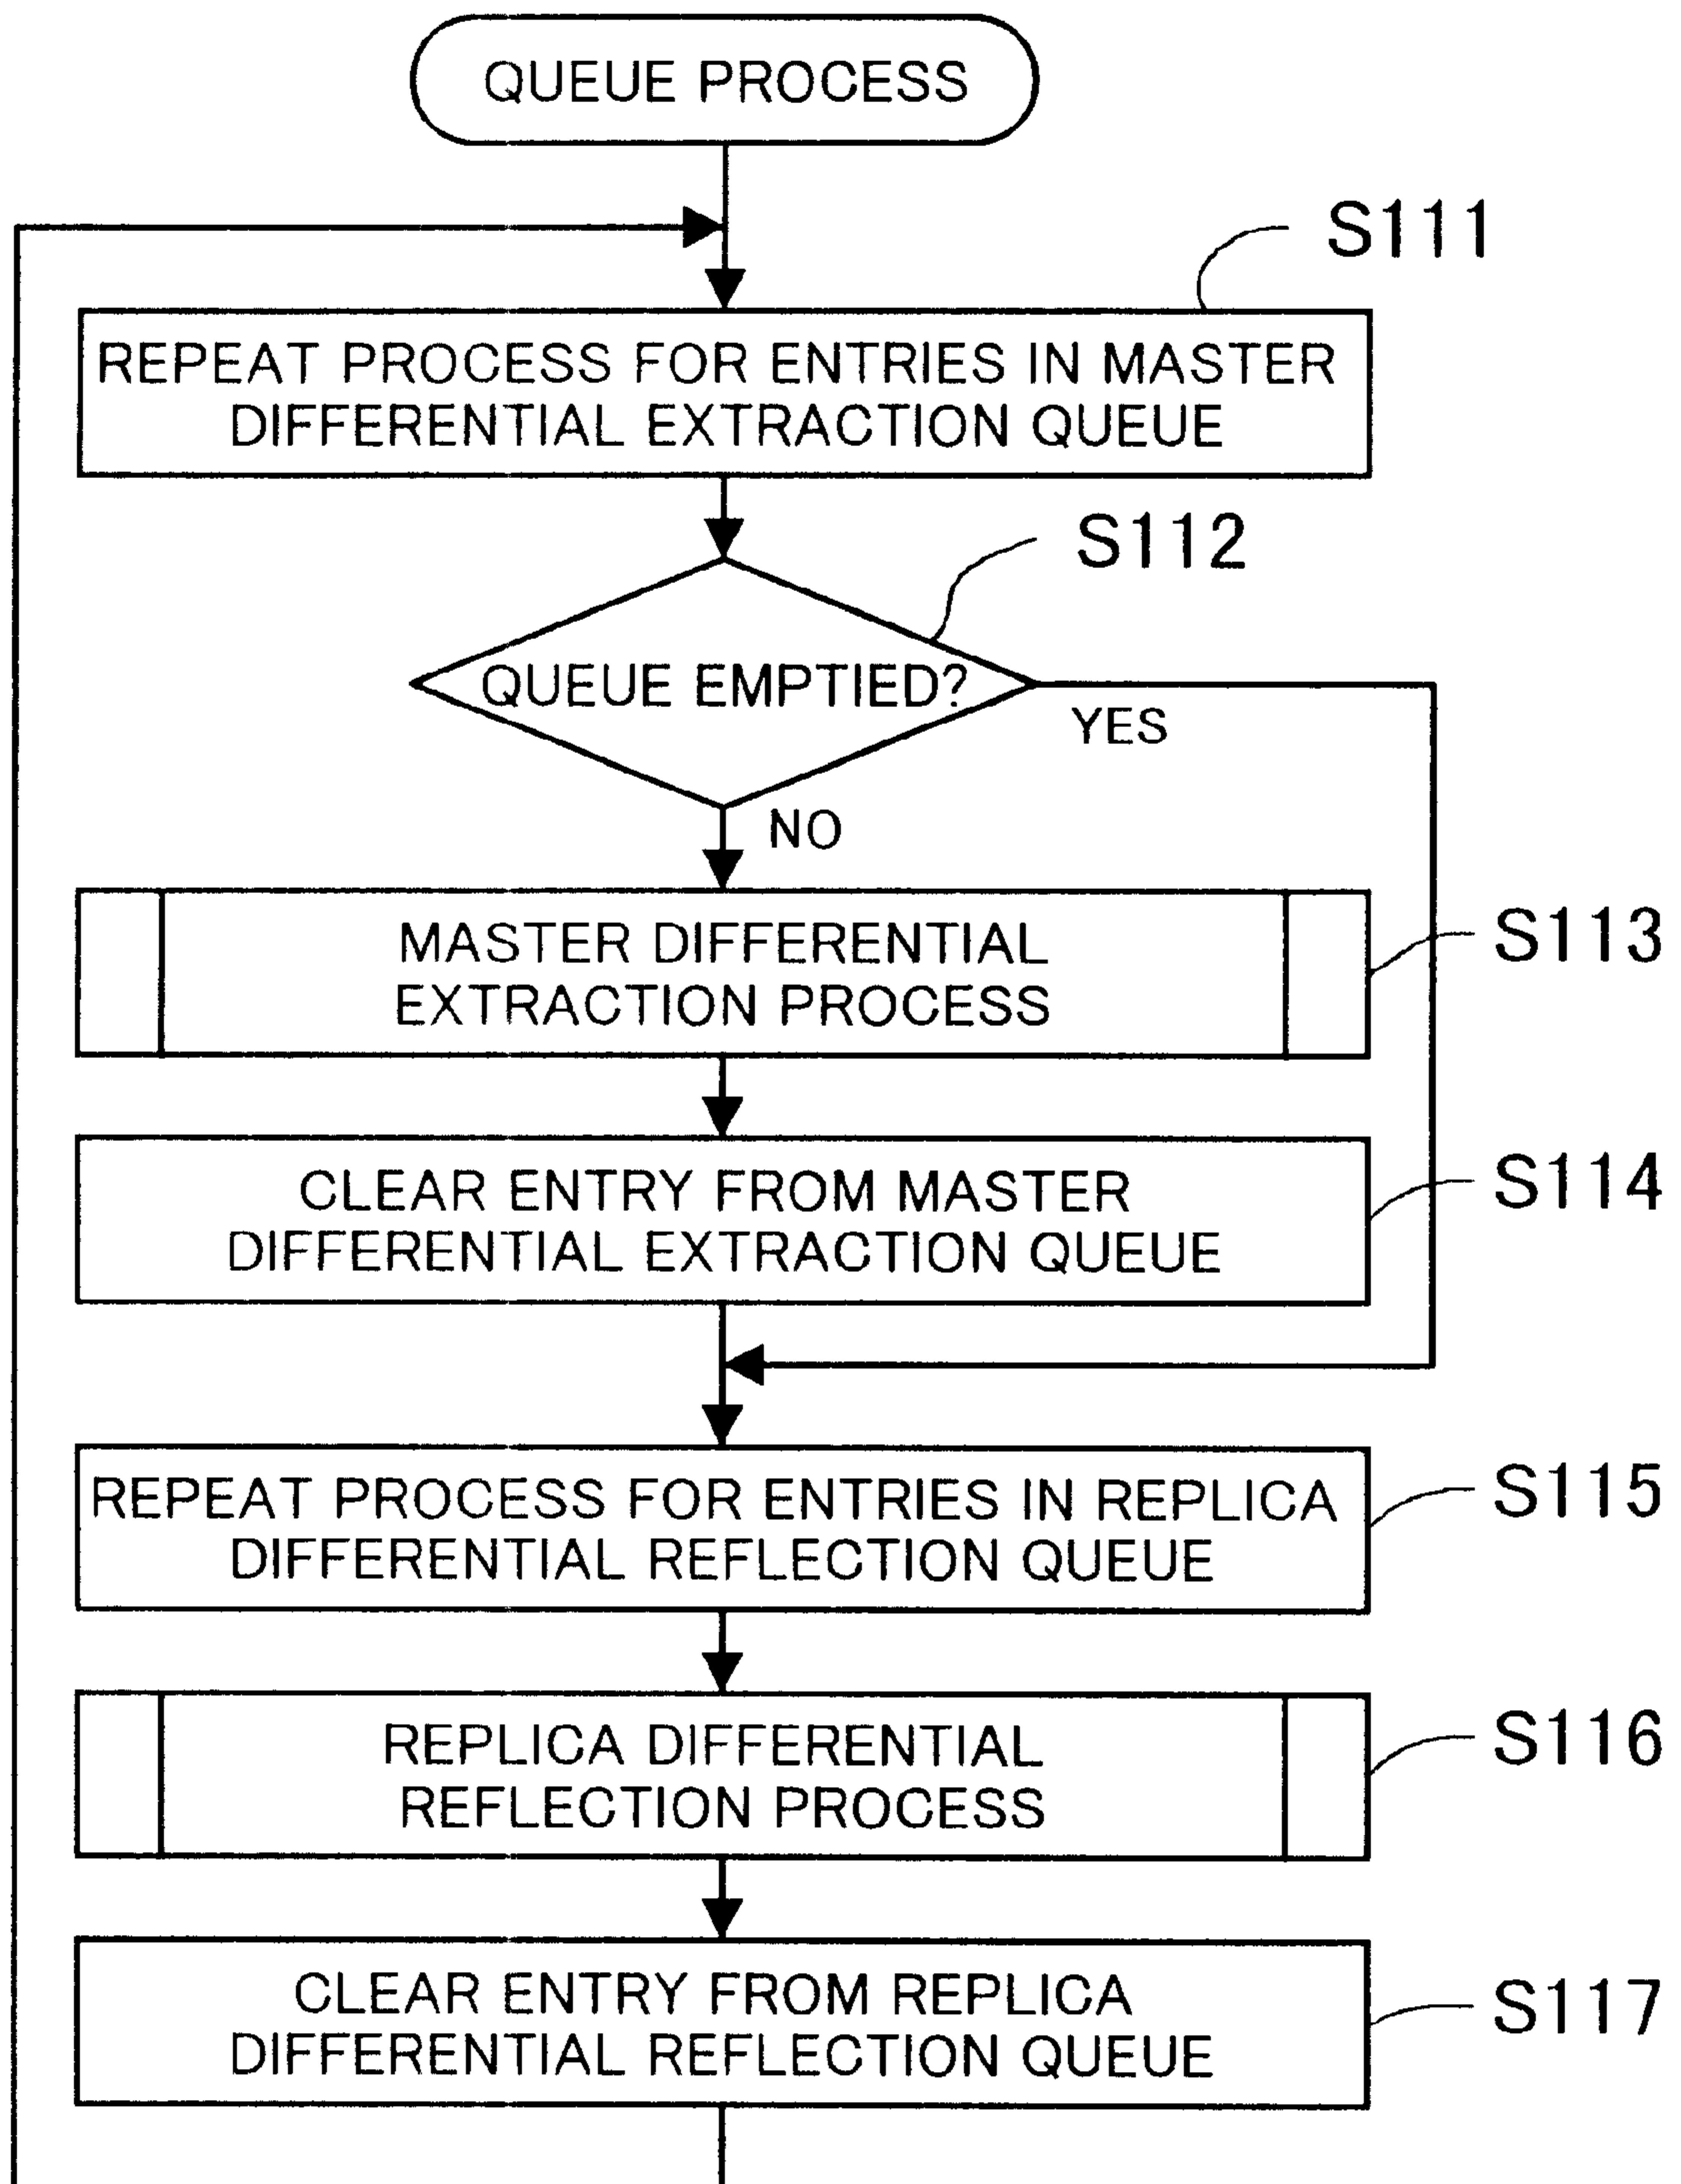 QUEUE PROCESS
S111
REPEAT PROCESS FOR ENTRIES IN MASTER
DIFFERENTIAL EXTRACTION QUEUE
S112
QUEUE EMPTIED?
YES
NO
MASTER DIFFERENTIAL
EXTRACTION PROCESS
S113
CLEAR ENTRY FROM MASTER
DIFFERENTIAL EXTRACTION QUEUE
S114
REPEAT PROCESS FOR ENTRIES IN REPLICA
DIFFERENTIAL REFLECTION QUEUE
S115
REPLICA DIFFERENTIAL
REFLECTION PROCESS
S116
CLEAR ENTRY FROM REPLICA
DIFFERENTIAL REFLECTION QUEUE
S117